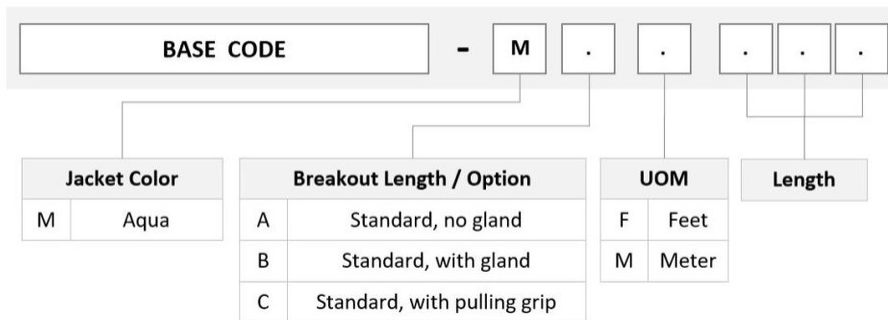 BASE CODE - M . . . . .
Jacket Color
M Aqua
Breakout Length / Option
A Standard, no gland
B Standard, with gland
C Standard, with pulling grip
UOM
F Feet
M Meter
Length